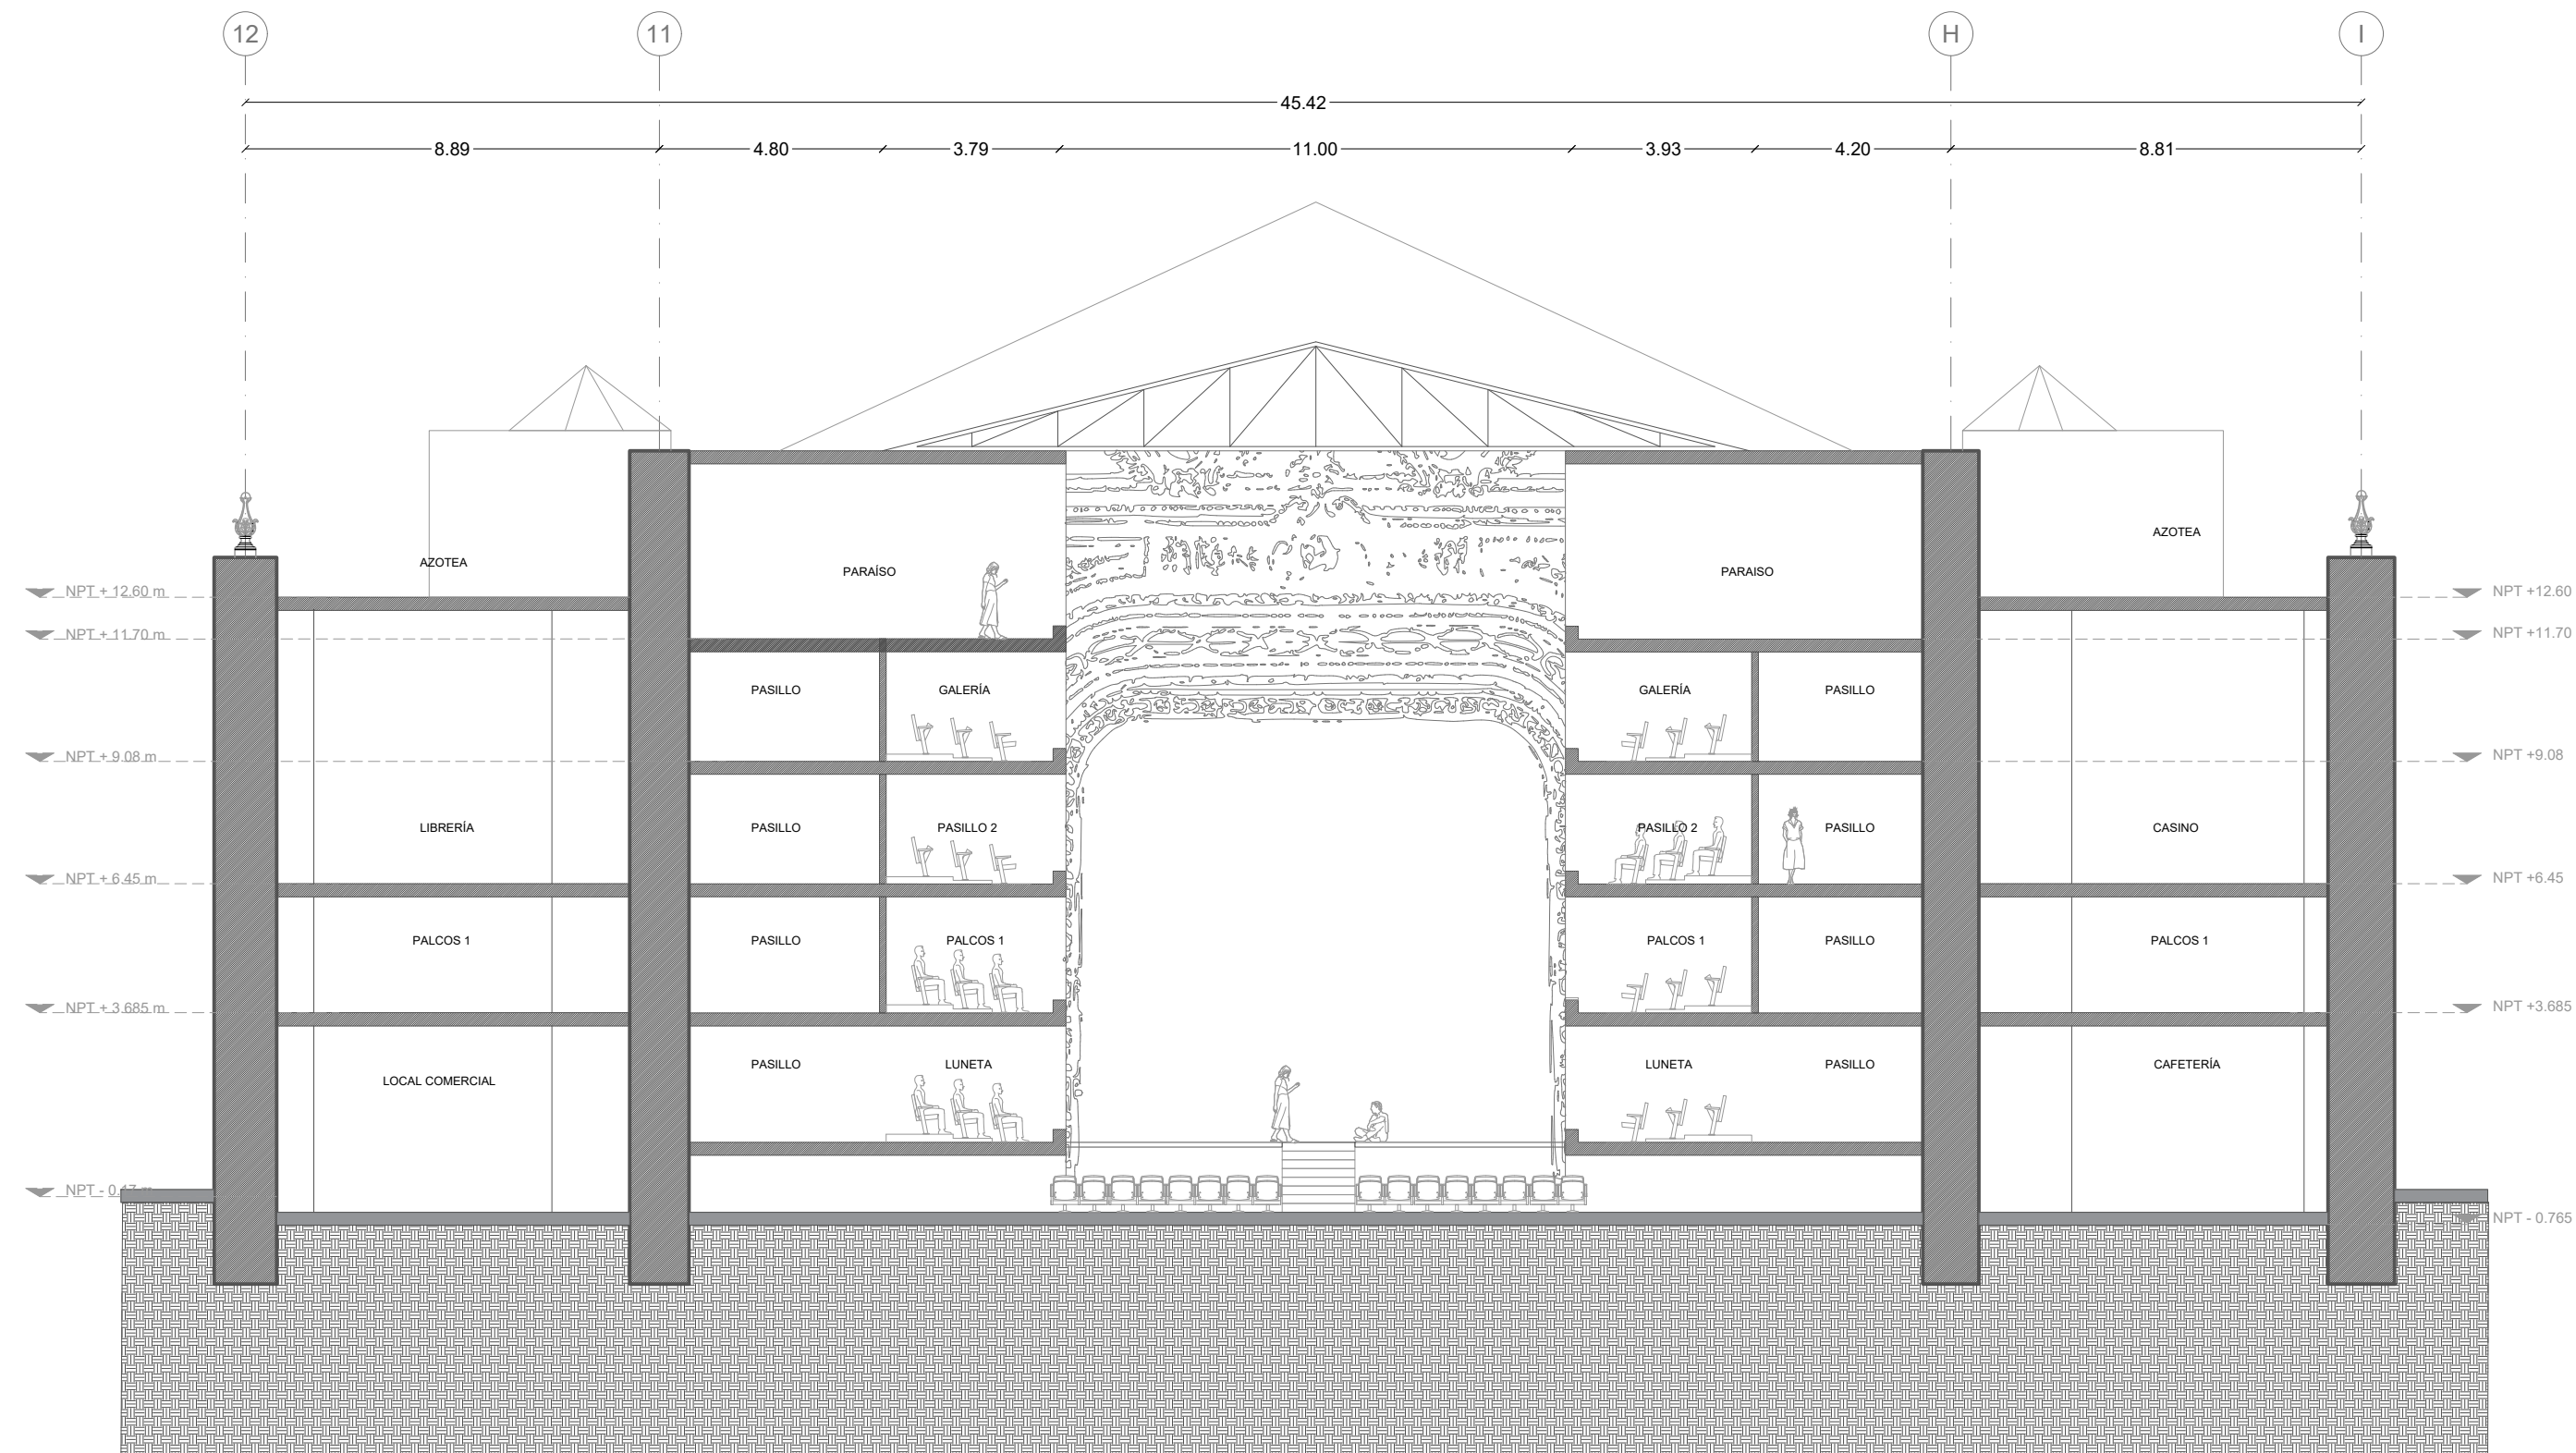 12 11 H I
45.42
8.89 4.80 3.79 11.00 3.93 4.20 8.81
AZOTEA
AZOTEA
PARAÍSO PARAISO
NPT + 12.60 m NPT +12.60
NPT + 11.70 m NPT +11.70
PASILLO GALERÍA GALERÍA PASILLO
NPT + 9.08 m NPT +9.08
LIBRERÍA PASILLO PASILLO 2 PASILLO 2 PASILLO CASINO
NPT + 6.45 m NPT +6.45
PALCOS 1 PASILLO PALCOS 1 PALCOS 1 PASILLO PALCOS 1
NPT + 3.685 m NPT +3.685
PASILLO LUNETA LUNETA PASILLO CAFETERÍA
LOCAL COMERCIAL
NPT - 0.17 m
NPT - 0.765